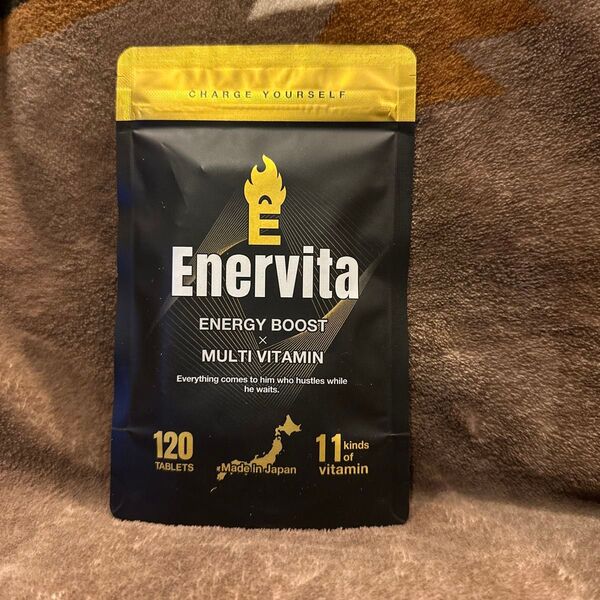 CHARGE YOURSELF
E
Enervita
ENERGY BOOST
×
MULTI VITAMIN
Everything comes to him who hustles while
he waits.
120
TABLETS
Made in Japan
11 kinds of
vitamin